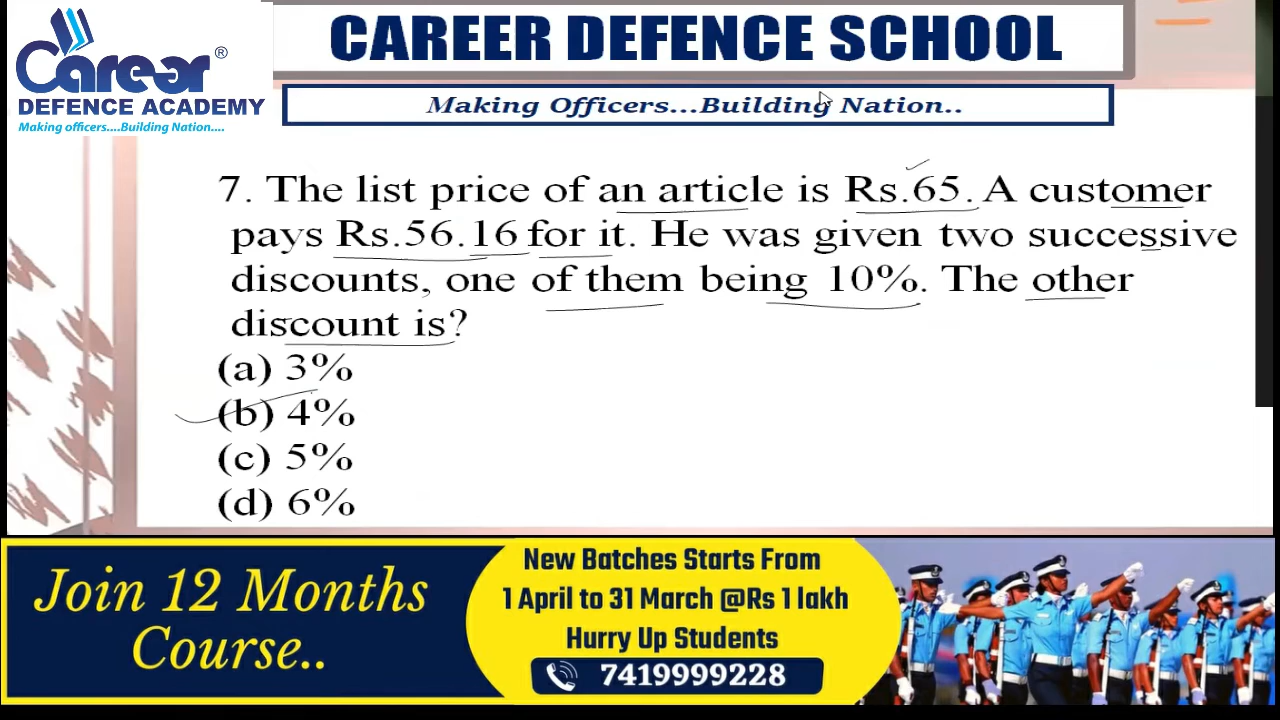 CAREER DEFENCE SCHOOL
Carear®
DEFENCE ACADEMY
Making officers....Building Nation....
Making Officers...Building Nation..
7. The list price of an article is Rs.65. A customer
pays Rs.56.16 for it. He was given two successive
discounts, one of them being 10%. The other
discount is?
(a) 3%
(b) 4%
(c) 5%
(d) 6%
Join 12 Months
Course..
New Batches Starts From
1 April to 31 March @Rs 1 lakh
Hurry Up Students
7419999228